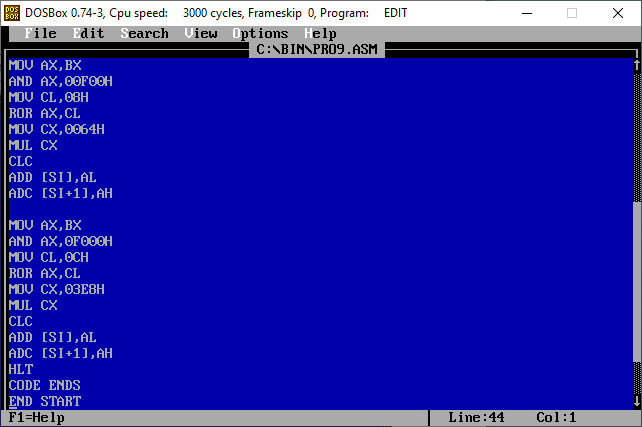 DOSBox 0.74-3, Cpu speed: 3000 cycles, Frameskip 0, Program: EDIT
File Edit Search View Options Help
C:\BIN\PRO9.ASM
MOV AX,BX
AND AX,00F00H
MOV CL,08H
ROR AX,CL
MOV CX,0064H
MUL CX
CLC
ADD [SI],AL
ADC [SI+1],AH
MOV AX,BX
AND AX,0F000H
MOV CL,0CH
ROR AX,CL
MOV CX,03E8H
MUL CX
CLC
ADD [SI],AL
ADC [SI+1],AH
HLT
CODE ENDS
END START
F1=Help Line:44 Col:1